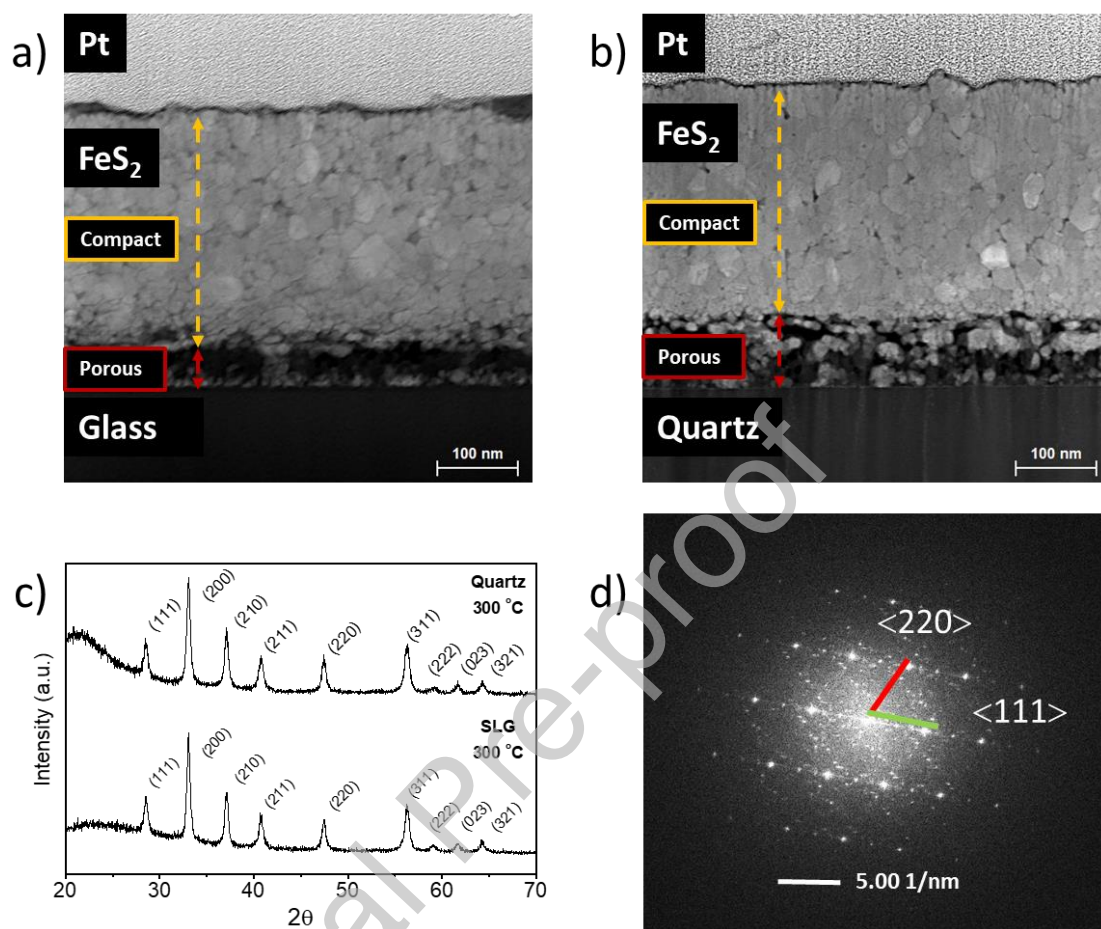 a)
Pt
FeS₂
Compact
Porous
Glass
100 nm
b)
Pt
FeS₂
Compact
Porous
Quartz
100 nm
c)
Intensity (a.u.)
Quartz
300 °C
(111)
(200)
(210)
(211)
(220)
(311)
(222)
(023)
(321)
SLG
300 °C
(111)
(200)
(210)
(211)
(220)
(311)
(222)
(023)
(321)
20 30 40 50 60 70
2θ
d)
<220>
<111>
5.00 1/nm
al Pre-proof